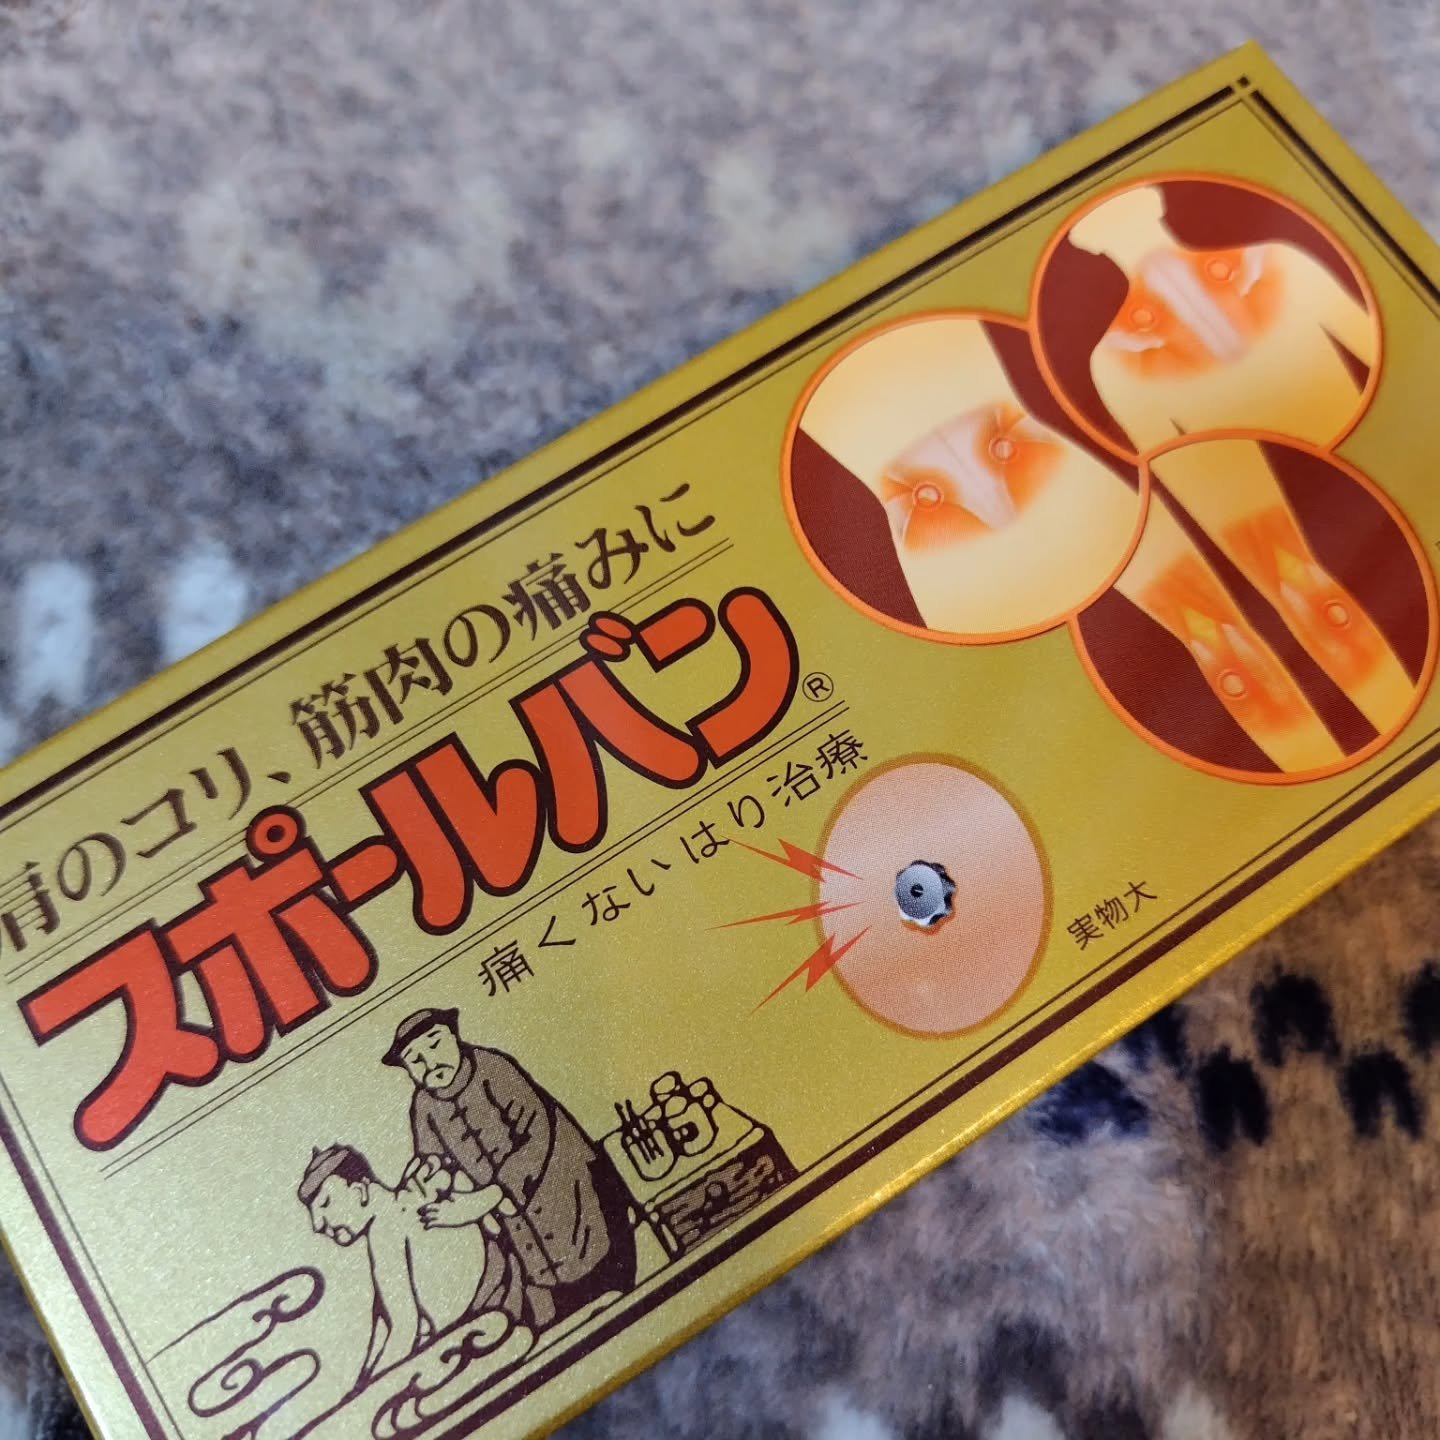 肩のコリ、筋肉の痛みに
スポールバン®
痛くないはり治療
実物大